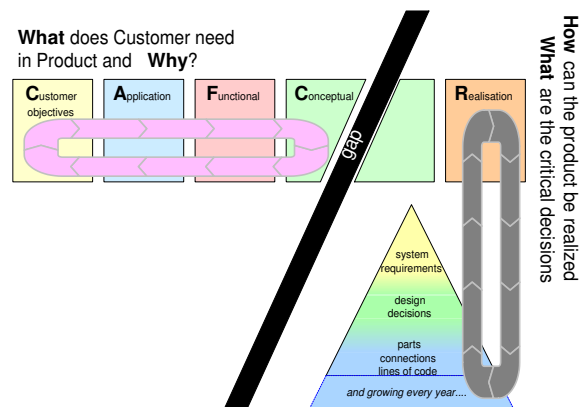 What does Customer need
in Product and Why?
Customer
objectives
Application
Functional
Conceptual
Realisation
gap
How can the product be realized
What are the critical decisions
system
requirements
design
decisions
parts
connections
lines of code
and growing every year....